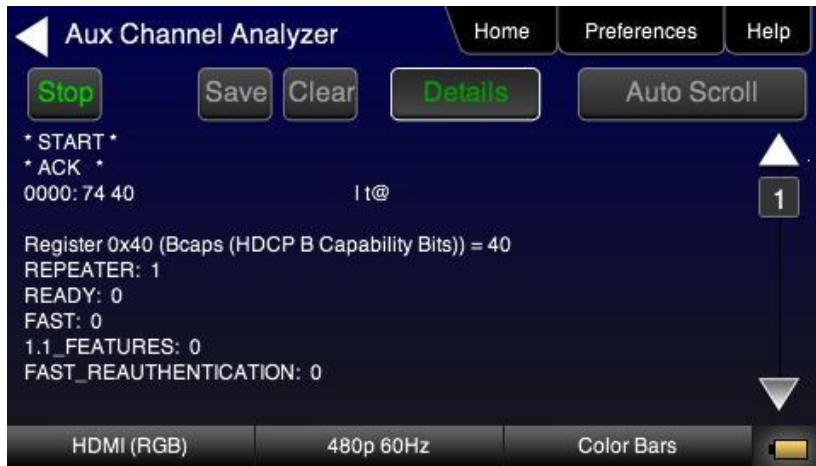 Aux Channel Analyzer
Home
Preferences
Help
Stop
Save
Clear
Details
Auto Scroll
* START *
* ACK *
0000: 74 40 | t@
1
Register 0x40 (Bcaps (HDCP B Capability Bits)) = 40
REPEATER: 1
READY: 0
FAST: 0
1.1_FEATURES: 0
FAST_REAUTHENTICATION: 0
HDMI (RGB)
480p 60Hz
Color Bars